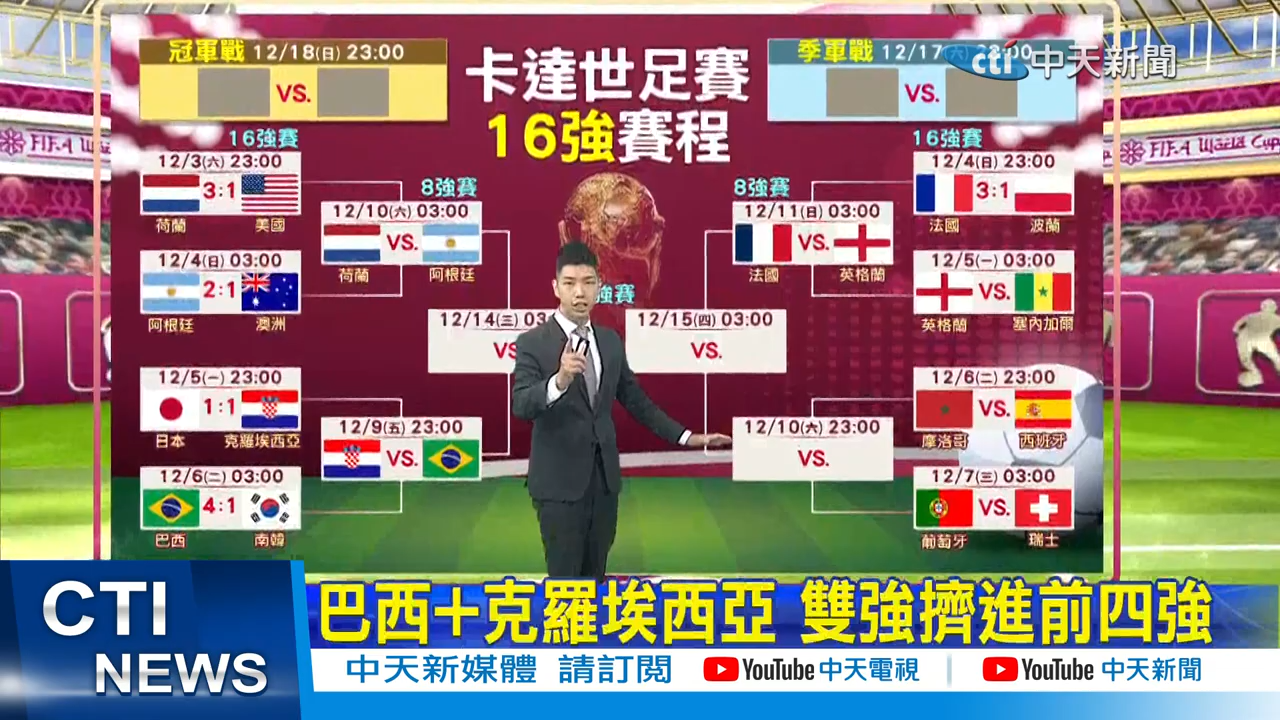 冠軍戰 12/18(日) 23:00
VS.
卡達世足賽
16強賽程
季軍戰 12/17(六) 23:00
VS.
cti 中天新聞
FIFA World Cup
16強賽
12/3(六) 23:00
3:1
荷蘭 美國
12/4(日) 03:00
2:1
阿根廷 澳洲
12/5(一) 23:00
1:1
日本 克羅埃西亞
12/6(二) 03:00
4:1
巴西 南韓
8強賽
12/10(六) 03:00
VS.
荷蘭 阿根廷
12/9(五) 23:00
VS.
強賽
12/14(三) 03:
VS
12/15(四) 03:00
VS.
8強賽
12/11(日) 03:00
VS.
法國 英格蘭
12/10(六) 23:00
VS.
16強賽
12/4(日) 23:00
3:1
法國 波蘭
12/5(一) 03:00
VS.
英格蘭 塞內加爾
12/6(二) 23:00
VS.
摩洛哥 西班牙
12/7(三) 03:00
VS.
葡萄牙 瑞士
FIFA World Cup
CTI
NEWS
巴西+克羅埃西亞 雙強擠進前四強
中天新媒體 請訂閱 YouTube 中天電視 YouTube 中天新聞